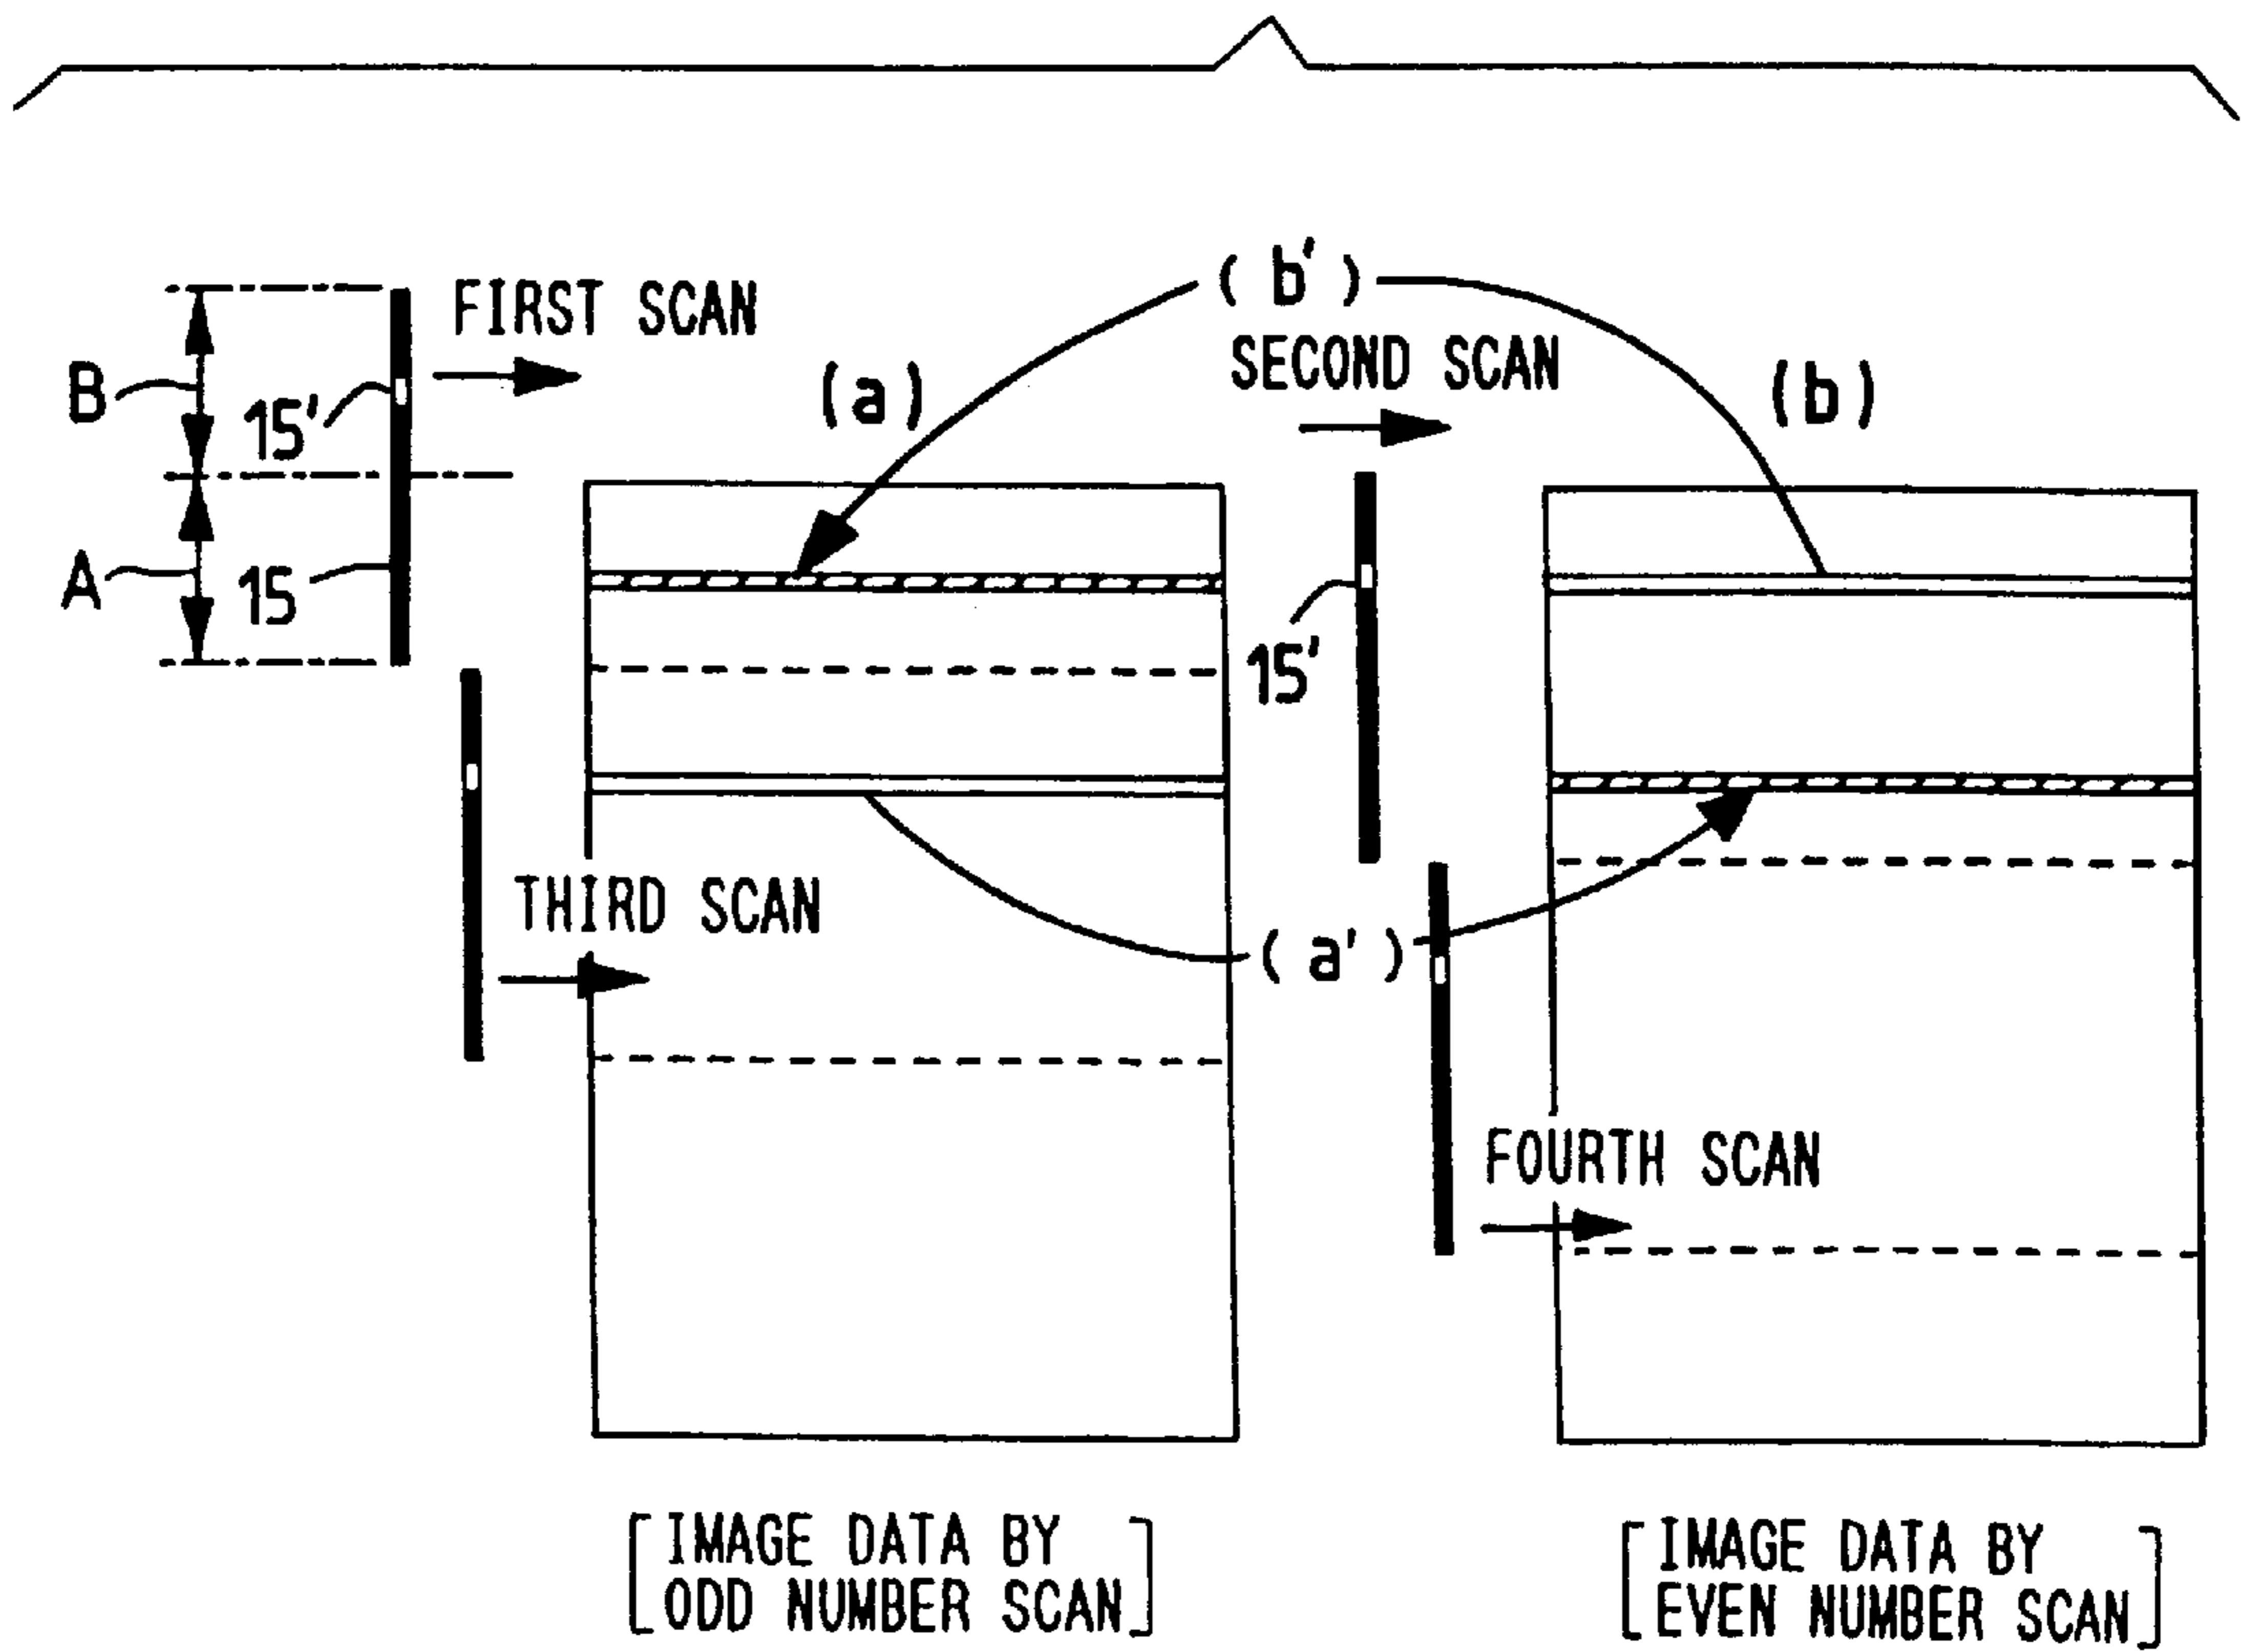 ( b' )
FIRST SCAN
SECOND SCAN
(a)
(b)
B
15'
A
15
15'
THIRD SCAN
( a' )
FOURTH SCAN
[ IMAGE DATA BY
ODD NUMBER SCAN ]
[ IMAGE DATA BY
EVEN NUMBER SCAN ]